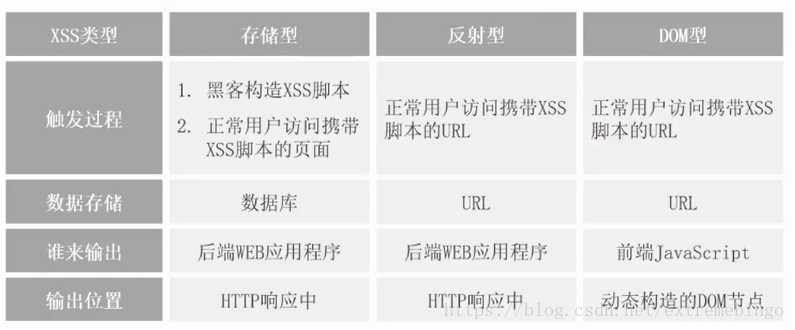 XSS类型 存储型 反射型 DOM型
触发过程
1. 黑客构造XSS脚本
2. 正常用户访问携带
XSS脚本的页面
正常用户访问携带XSS
脚本的URL
正常用户访问携带XSS
脚本的URL
数据存储 数据库 URL URL
谁来输出 后端WEB应用程序 后端WEB应用程序 前端JavaScript
输出位置 HTTP响应中 HTTP响应中 动态构造的DOM节点
https://blog.csdn.net/extremebingo